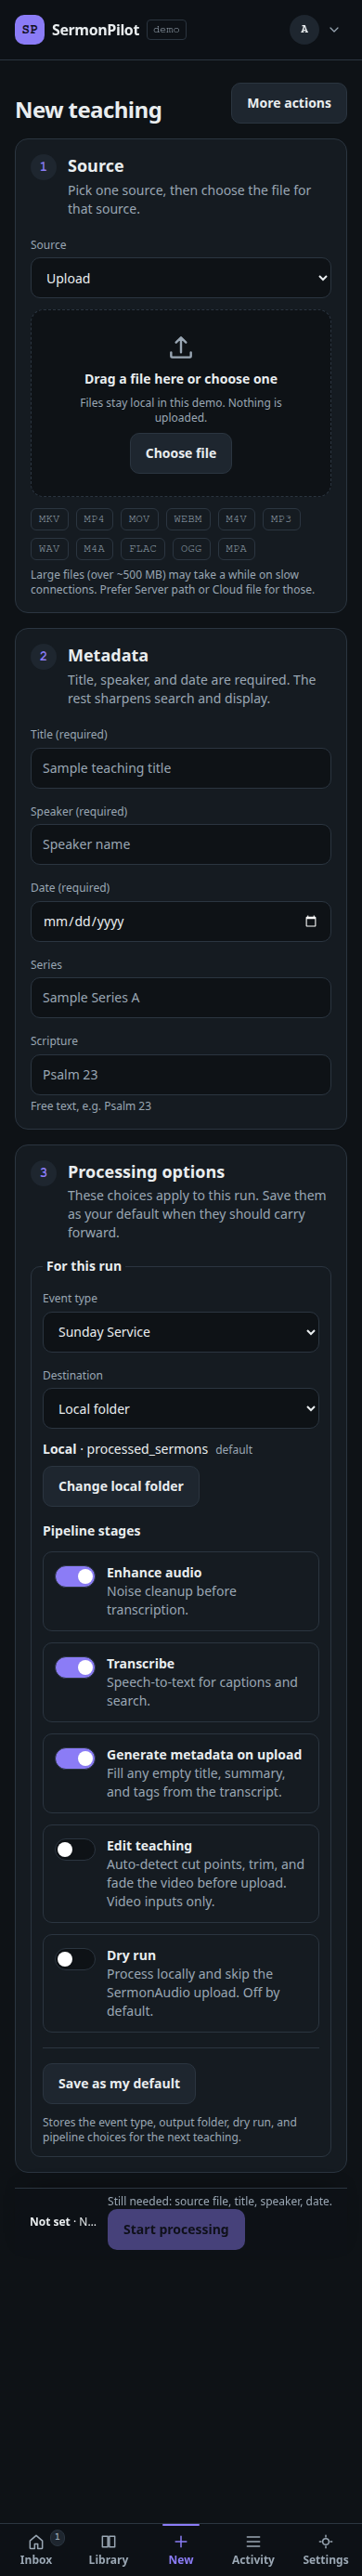 SP SermonPilot demo A
New teaching
More actions
1 Source
Pick one source, then choose the file for
that source.
Source
Upload
Drag a file here or choose one
Files stay local in this demo. Nothing is
uploaded.
Choose file
MKV MP4 MOV WEBM M4V MP3
WAV M4A FLAC OGG MPA
Large files (over ~500 MB) may take a while on slow
connections. Prefer Server path or Cloud file for those.
2 Metadata
Title, speaker, and date are required. The
rest sharpens search and display.
Title (required)
Sample teaching title
Speaker (required)
Speaker name
Date (required)
mm/dd/yyyy
Series
Sample Series A
Scripture
Psalm 23
Free text, e.g. Psalm 23
3 Processing options
These choices apply to this run. Save them
as your default when they should carry
forward.
For this run
Event type
Sunday Service
Destination
Local folder
Local · processed_sermons default
Change local folder
Pipeline stages
Enhance audio
Noise cleanup before
transcription.
Transcribe
Speech-to-text for captions and
search.
Generate metadata on upload
Fill any empty title, summary,
and tags from the transcript.
Edit teaching
Auto-detect cut points, trim, and
fade the video before upload.
Video inputs only.
Dry run
Process locally and skip the
SermonAudio upload. Off by
default.
Save as my default
Stores the event type, output folder, dry run, and
pipeline choices for the next teaching.
Still needed: source file, title, speaker, date.
Not set · N...
Start processing
1
Inbox Library New Activity Settings